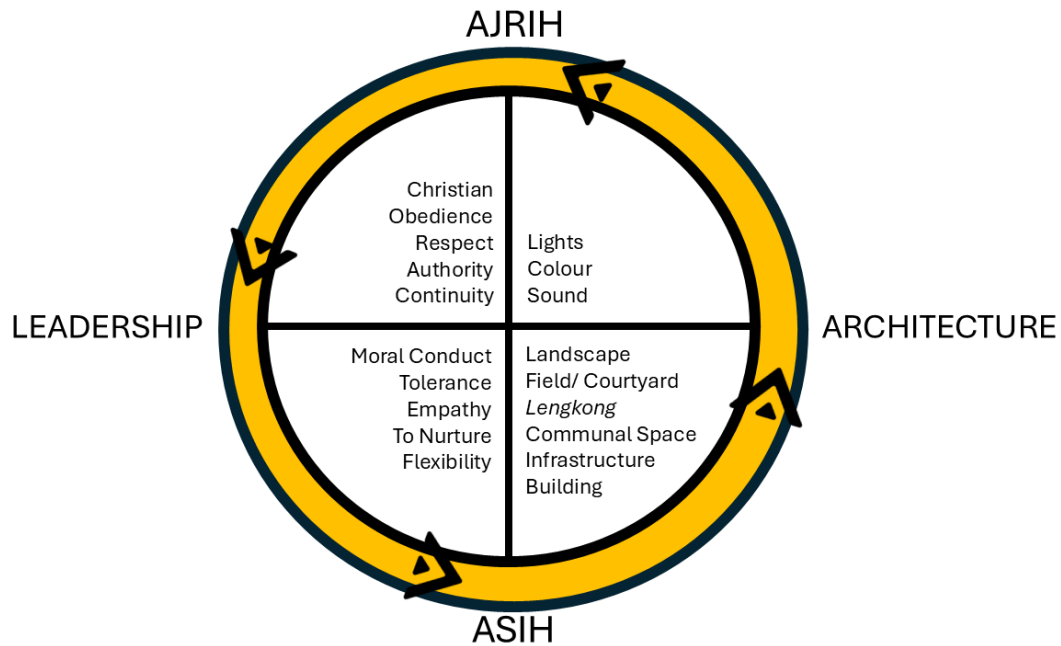 AJRIH
Christian
Obedience
Respect
Authority
Continuity
Lights
Colour
Sound
LEADERSHIP
ARCHITECTURE
Moral Conduct
Tolerance
Empathy
To Nurture
Flexibility
Landscape
Field/ Courtyard
Lengkong
Communal Space
Infrastructure
Building
ASIH